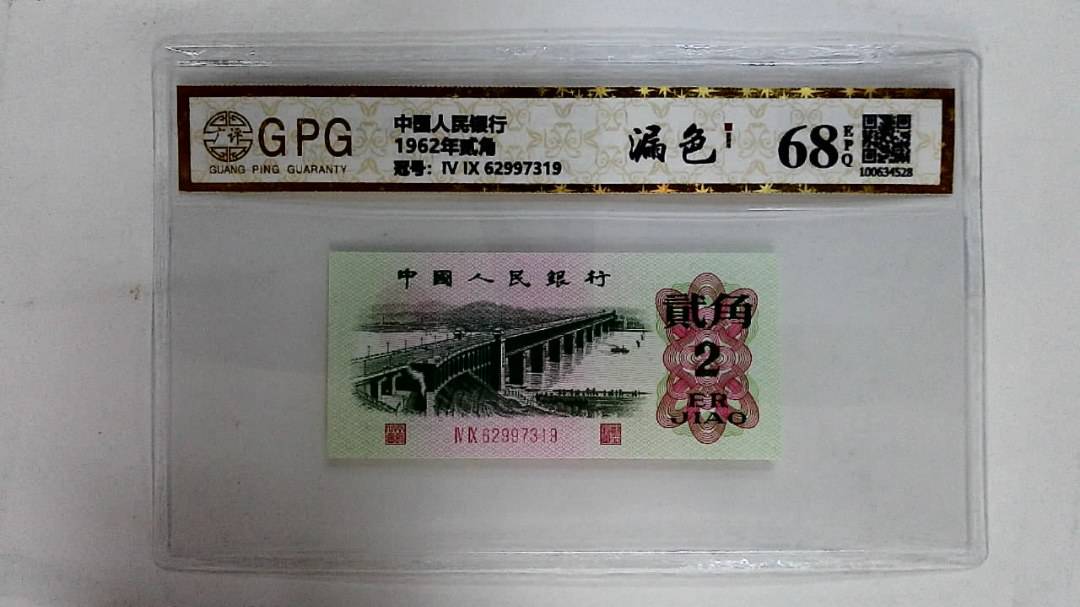 广评
GPG
GUANG PING GUARANTY
中国人民银行
1962年贰角
冠号：IV IX 62997319
漏色
68
EPQ
100634528
中國人民銀行
貳角
2
ER
JIAO
IV IX 62997319